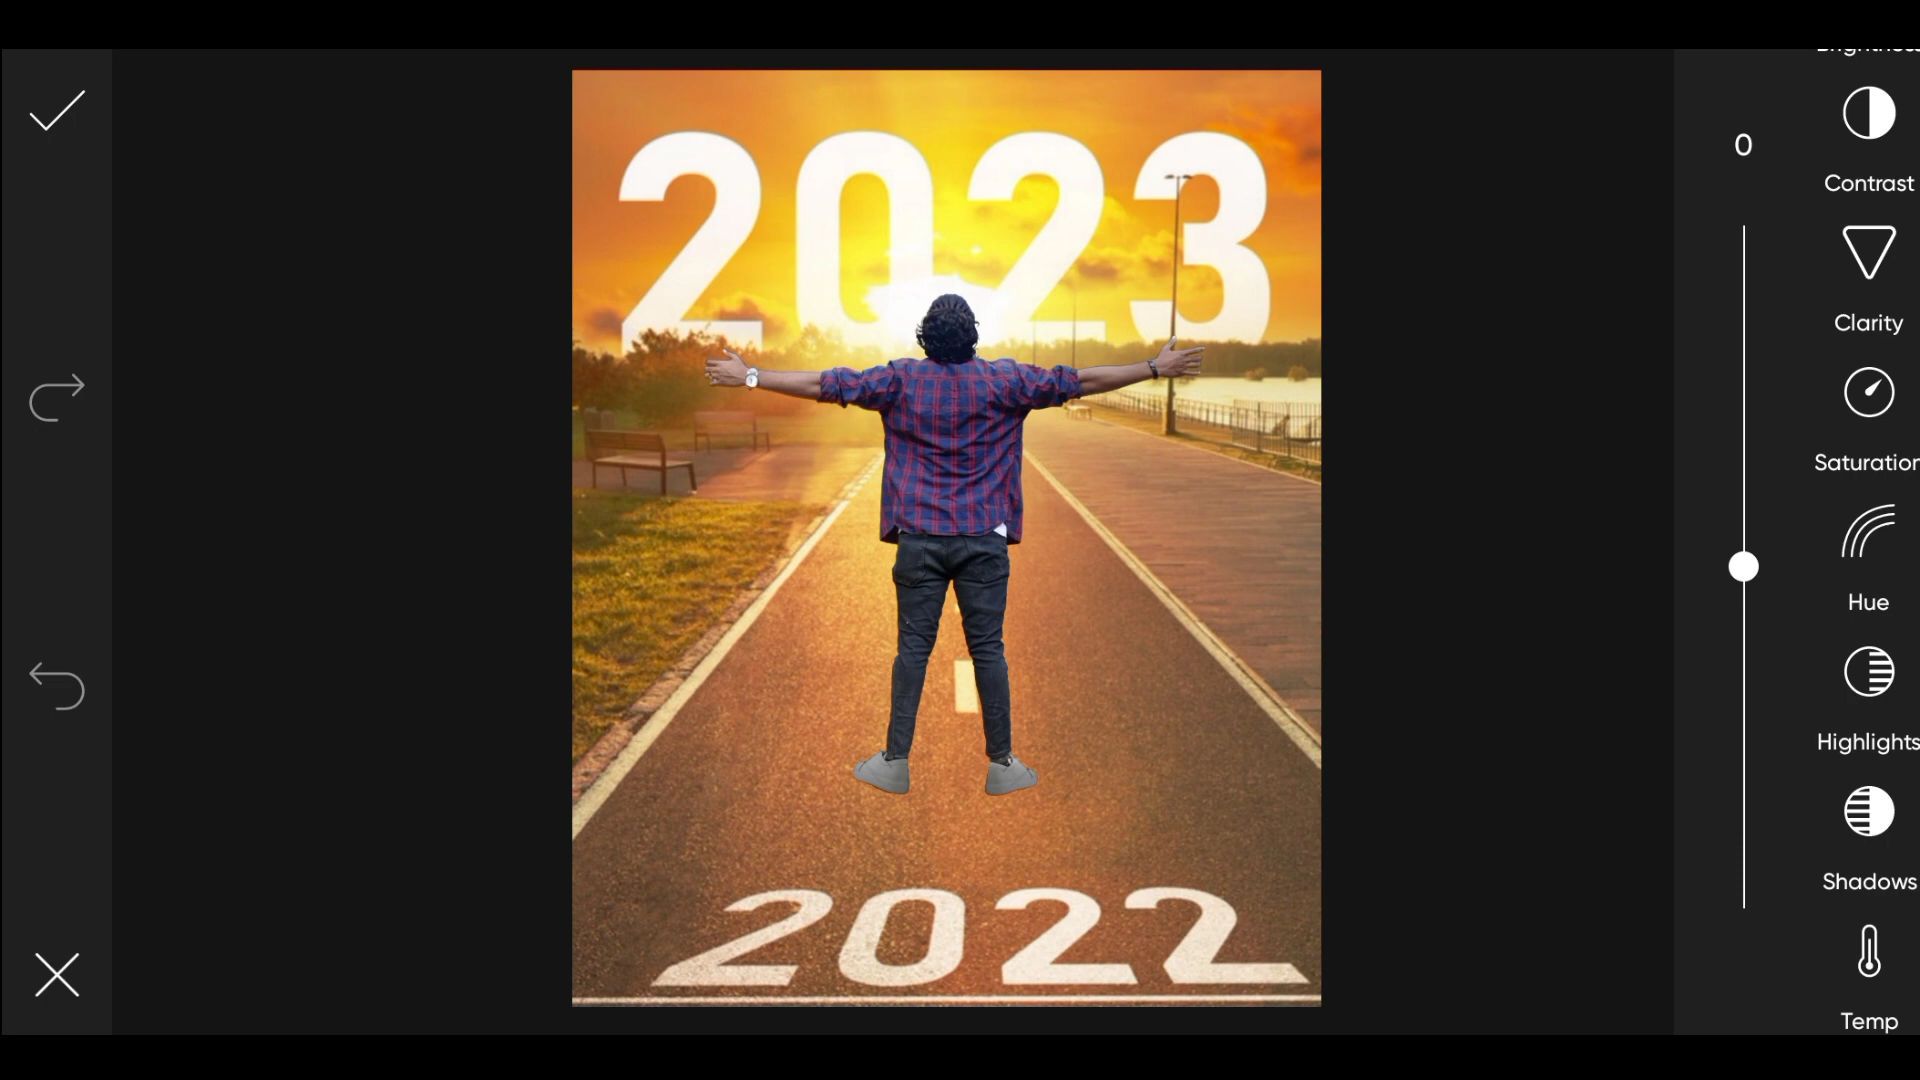 2023
2022
0
Contrast
Clarity
Saturation
Hue
Highlights
Shadows
Temp